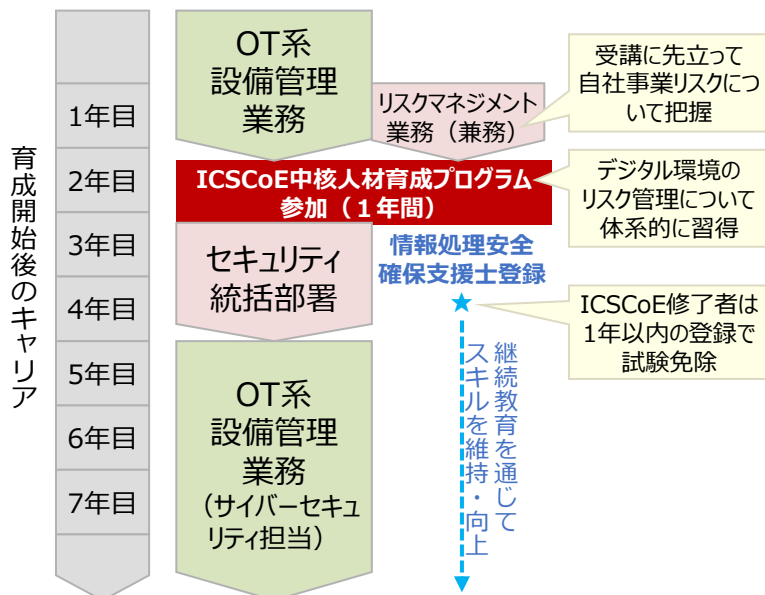 育成開始後のキャリア
1年目
2年目
3年目
4年目
5年目
6年目
7年目
OT系
設備管理
業務
リスクマネジメント
業務（兼務）
受講に先立って
自社事業リスクにつ
いて把握
ICSCoE中核人材育成プログラム
参加（１年間）
デジタル環境の
リスク管理について
体系的に習得
セキュリティ
統括部署
情報処理安全
確保支援士登録
ICSCoE修了者は
1年以内の登録で
試験免除
OT系
設備管理
業務
（サイバーセキュ
リティ担当）
継続教育を通じて
スキルを維持・向上